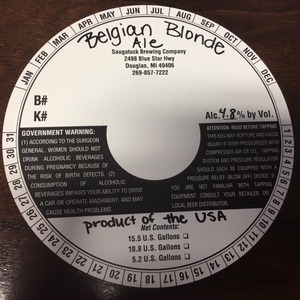 JAN FEB MAR APR MAY JUN JUL AUG SEP OCT NOV DEC
Belgian Blonde
Ale
Saugatuck Brewing Company
2498 Blue Star Hwy
Douglas, MI 49406
269-857-7222
B#
K#
Alc. 4.8% by Vol.
GOVERNMENT WARNING:
(1) ACCORDING TO THE SURGEON
GENERAL, WOMEN SHOULD NOT
DRINK ALCOHOLIC BEVERAGES
DURING PREGNANCY BECAUSE OF
THE RISK OF BIRTH DEFECTS. (2)
CONSUMPTION OF ALCOHOLIC
BEVERAGES IMPAIRS YOUR ABILITY TO DRIVE
A CAR OR OPERATE MACHINERY, AND MAY
CAUSE HEALTH PROBLEMS
ATTENTION - READ BEFORE TAPPING
THIS KEG MAY RUPTURE AND CAUSE
INJURY IF OVER PRESSURED WITH
COMPRESSED AIR OR CO2. TAPPING
SYSTEM AND PRESSURE REGULATOR
SHOULD EACH BE EQUIPPED WITH A
PRESSURE RELIEF DEVICE. IF YOU
ARE NOT FAMILIAR WITH TAPPING
EQUIPMENT CONSULT YOUR BEER
RETAILER OR LOCAL DISTRIBUTOR
product of the USA
Net Contents:
15.5 U.S. Gallons
10.8 U.S. Gallons
5.2 U.S. Gallons